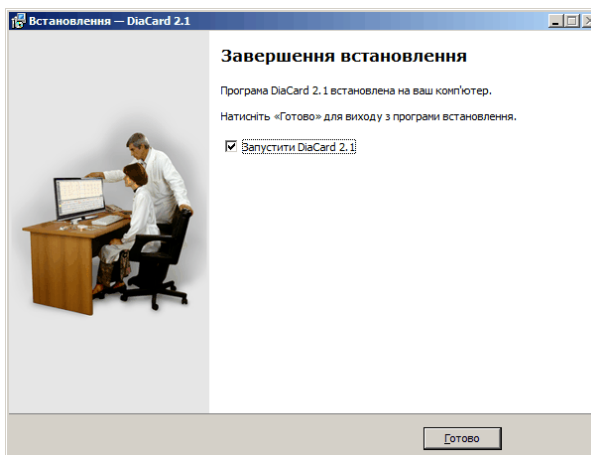 Встановлення — DiaCard 2.1
Завершення встановлення
Програма DiaCard 2.1 встановлена на ваш комп'ютер.
Натисніть «Готово» для виходу з програми встановлення.
Запустити DiaCard 2.1
Готово